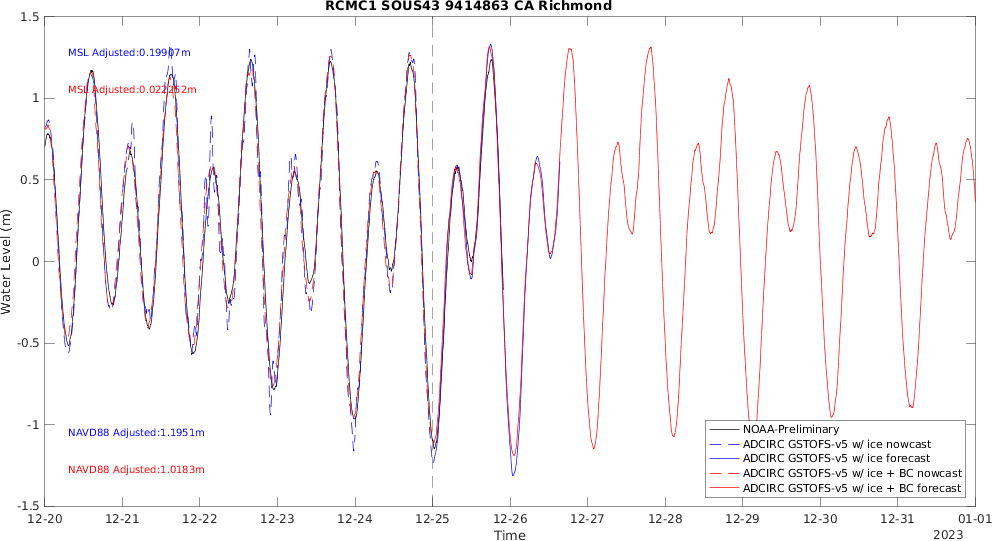 RCMC1 SOUS43 9414863 CA Richmond
1.5
1
0.5
0
-0.5
-1
-1.5
Water Level (m)
MSL Adjusted:0.19907m
MSL Adjusted:0.022252m
NAVD88 Adjusted:1.1951m
NAVD88 Adjusted:1.0183m
NOAA-Preliminary
ADCIRC GSTOFS-v5 w/ ice nowcast
ADCIRC GSTOFS-v5 w/ ice forecast
ADCIRC GSTOFS-v5 w/ ice + BC nowcast
ADCIRC GSTOFS-v5 w/ ice + BC forecast
12-20 12-21 12-22 12-23 12-24 12-25 12-26 12-27 12-28 12-29 12-30 12-31 01-01
Time
2023